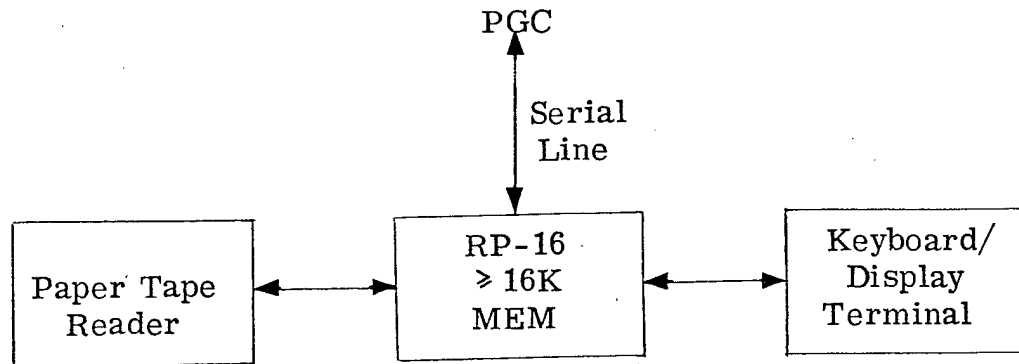 PGC
Serial
Line
Paper Tape
Reader
RP-16
≥ 16K
MEM
Keyboard/
Display
Terminal